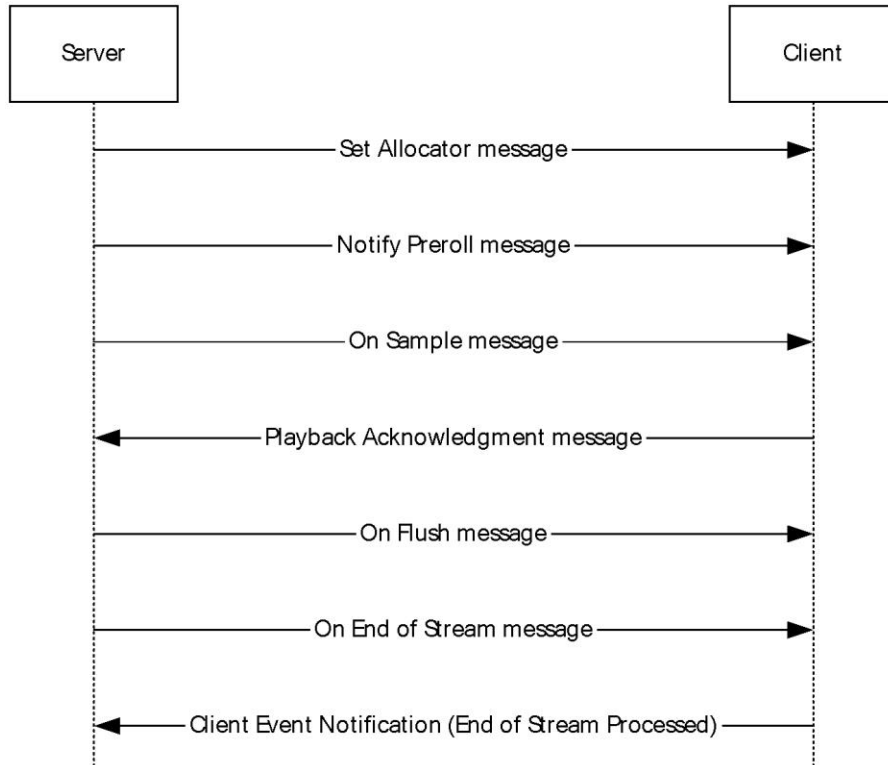 Server
Client
Set Allocator message
Notify Preroll message
On Sample message
Playback Acknowledgment message
On Flush message
On End of Stream message
Client Event Notification (End of Stream Processed)